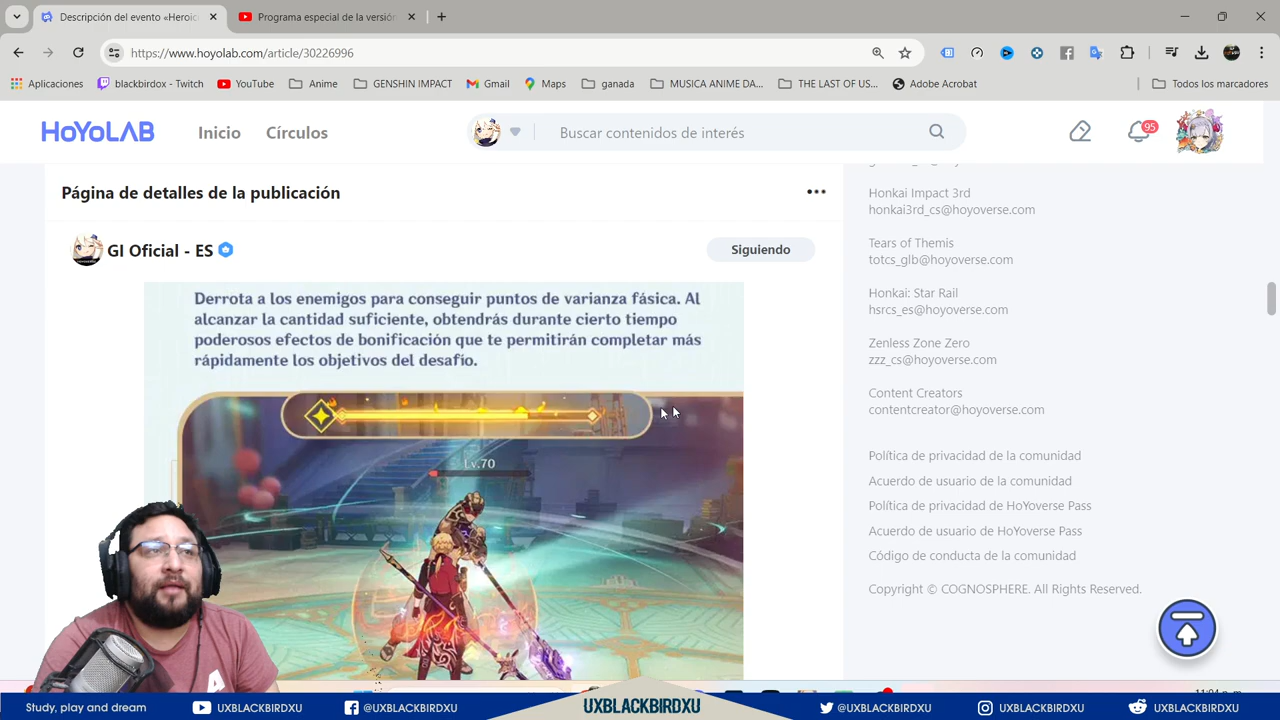 Descripción del evento «Heroic
Programa especial de la versión
https://www.hoyolab.com/article/30226996
Aplicaciones
blackbirdox - Twitch
YouTube
Anime
GENSHIN IMPACT
Gmail
Maps
ganada
MUSICA ANIME DA...
THE LAST OF US...
Adobe Acrobat
Todos los marcadores
HoYoLAB
Inicio
Círculos
Buscar contenidos de interés
95
Página de detalles de la publicación
GI Oficial - ES
Siguiendo
Derrota a los enemigos para conseguir puntos de varianza fásica. Al
alcanzar la cantidad suficiente, obtendrás durante cierto tiempo
poderosos efectos de bonificación que te permitirán completar más
rápidamente los objetivos del desafío.
Lv.70
Honkai Impact 3rd
honkai3rd_cs@hoyoverse.com
Tears of Themis
totcs_glb@hoyoverse.com
Honkai: Star Rail
hsrcs_es@hoyoverse.com
Zenless Zone Zero
zzz_cs@hoyoverse.com
Content Creators
contentcreator@hoyoverse.com
Política de privacidad de la comunidad
Acuerdo de usuario de la comunidad
Política de privacidad de HoYoverse Pass
Acuerdo de usuario de HoYoverse Pass
Código de conducta de la comunidad
Copyright © COGNOSPHERE. All Rights Reserved.
Study, play and dream
UXBLACKBIRDXU
@UXBLACKBIRDXU
UXBLACKBIRDXU
@UXBLACKBIRDXU
UXBLACKBIRDXU
UXBLACKBIRDXU